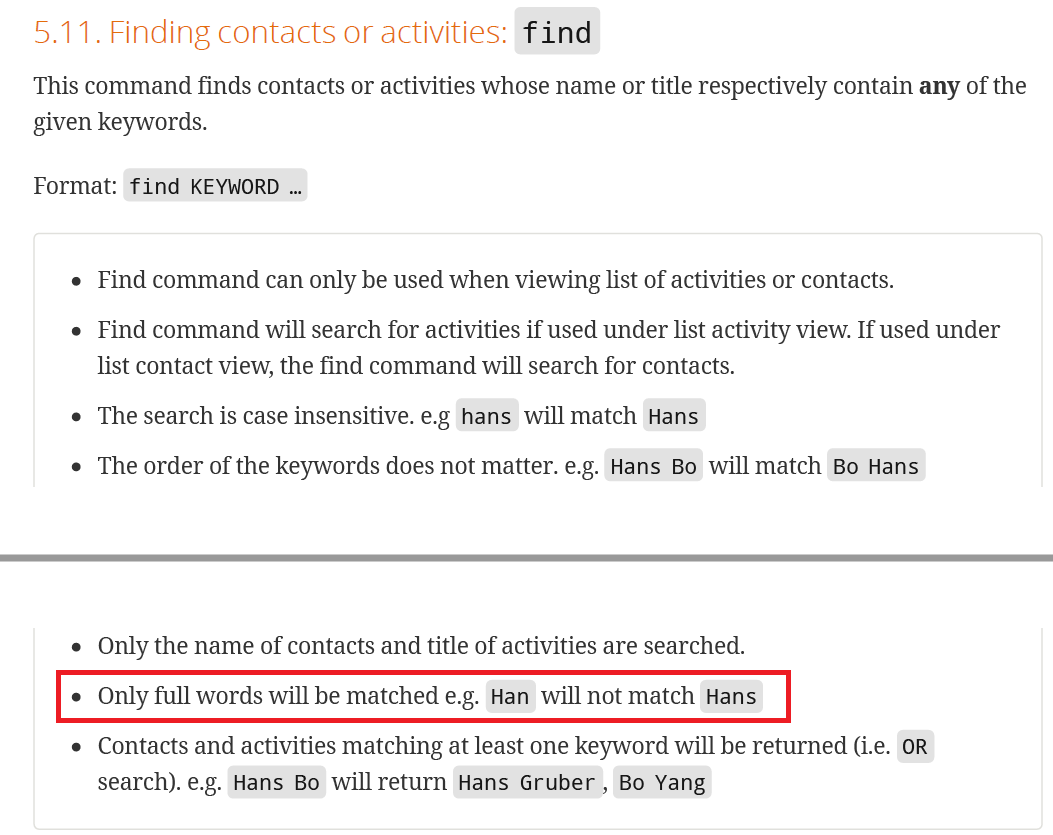 5.11. Finding contacts or activities: find
This command finds contacts or activities whose name or title respectively contain any of the
given keywords.
Format: find KEYWORD …
• Find command can only be used when viewing list of activities or contacts.
• Find command will search for activities if used under list activity view. If used under
list contact view, the find command will search for contacts.
• The search is case insensitive. e.g hans will match Hans
• The order of the keywords does not matter. e.g. Hans Bo will match Bo Hans
• Only the name of contacts and title of activities are searched.
• Only full words will be matched e.g. Han will not match Hans
• Contacts and activities matching at least one keyword will be returned (i.e. OR
search). e.g. Hans Bo will return Hans Gruber, Bo Yang